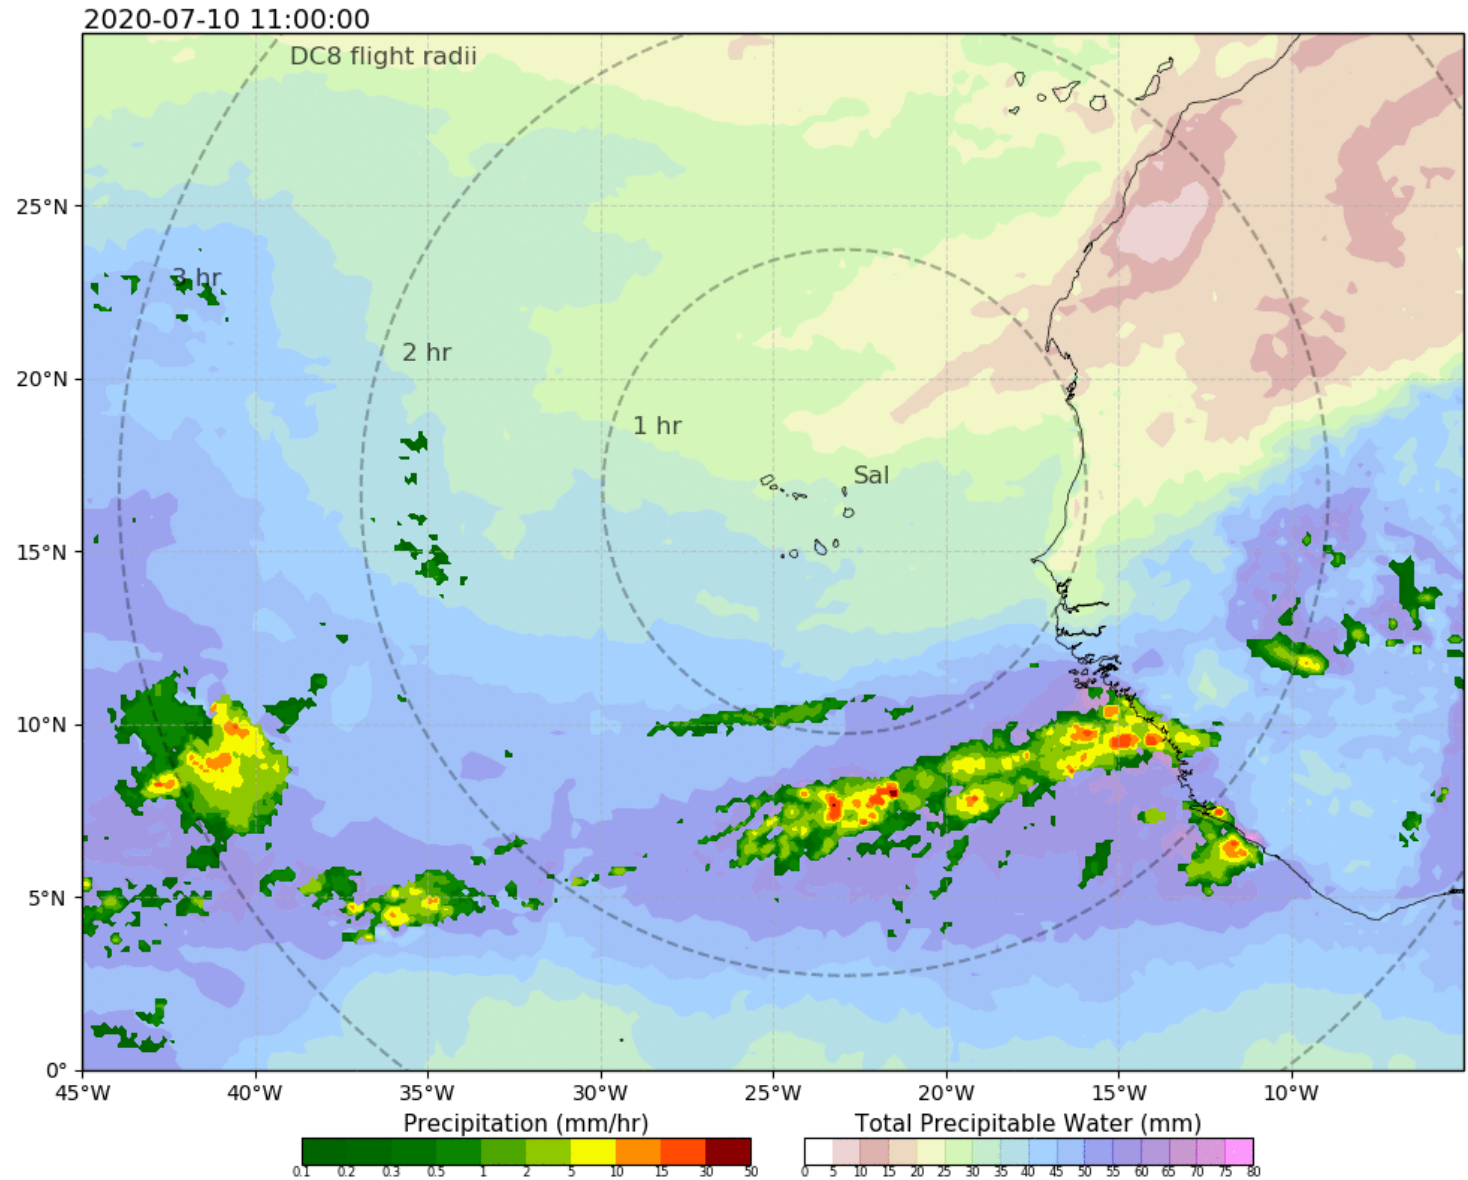 2020-07-10 11:00:00
DC8 flight radii
25°N
3 hr
2 hr
20°N
1 hr
Sal
15°N
10°N
5°N
0°
45°W 40°W 35°W 30°W 25°W 20°W 15°W 10°W
Precipitation (mm/hr) Total Precipitable Water (mm)
0.1 0.2 0.3 0.5 1 2 5 10 15 30 50 0 5 10 15 20 25 30 35 40 45 50 55 60 65 70 75 80